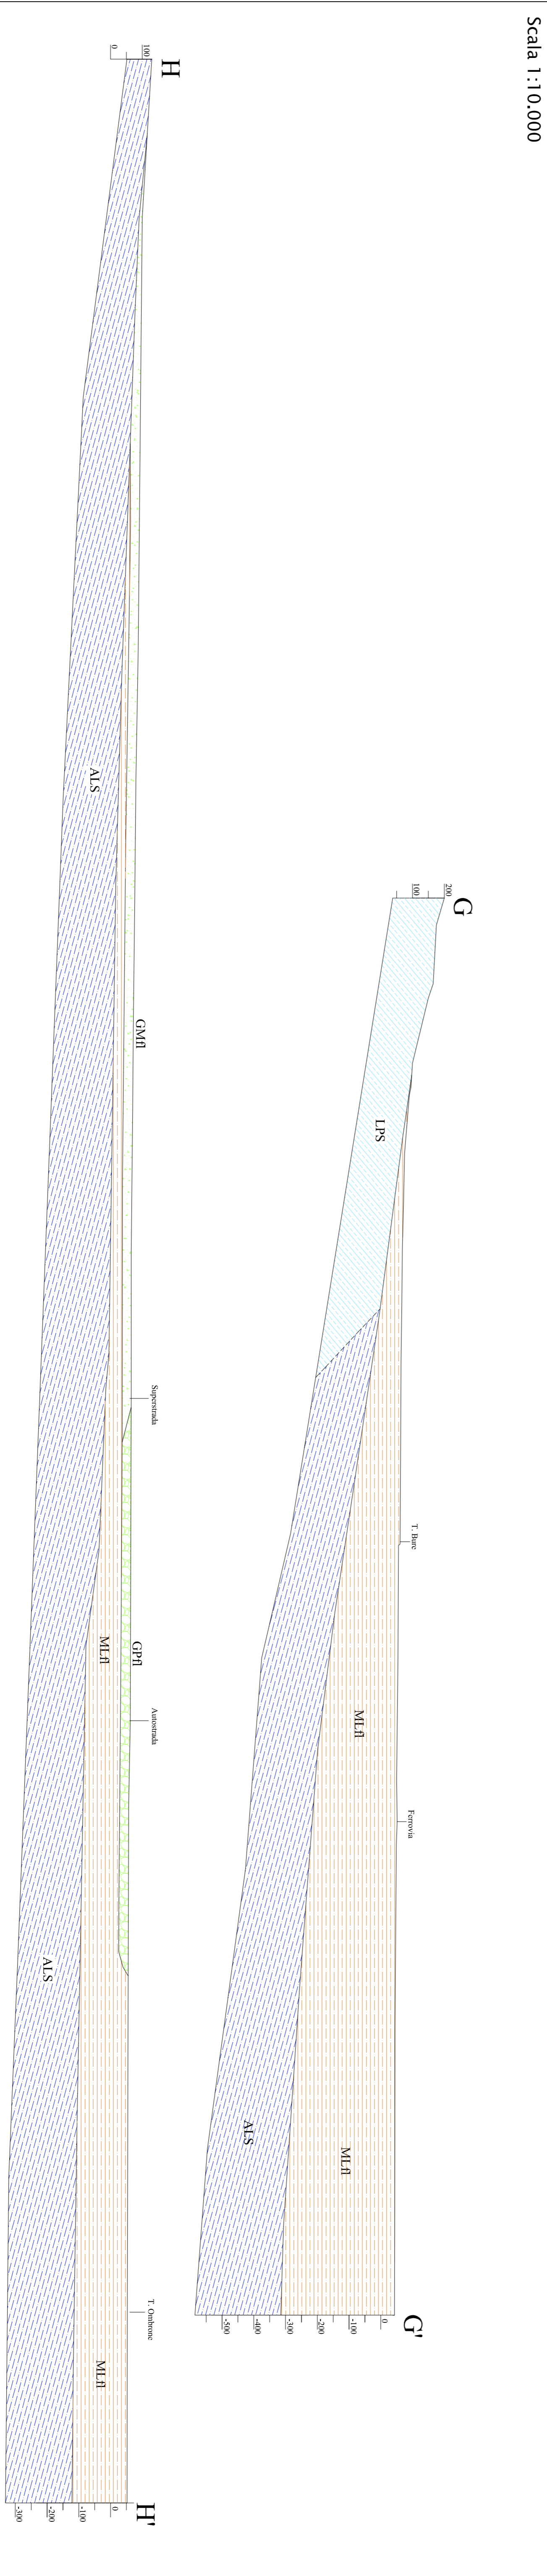 Scala 1:10.000
G
200
100
LPS
T. Bure
MLfl
Ferrovia
ALS
MLfl
G'
0
-100
-200
-300
-400
-500
H
100
0
ALS
GMfl
Superstrada
MLfl
GPfl
Autostrada
ALS
T. Ombrone
MLfl
H'
0
-100
-200
-300